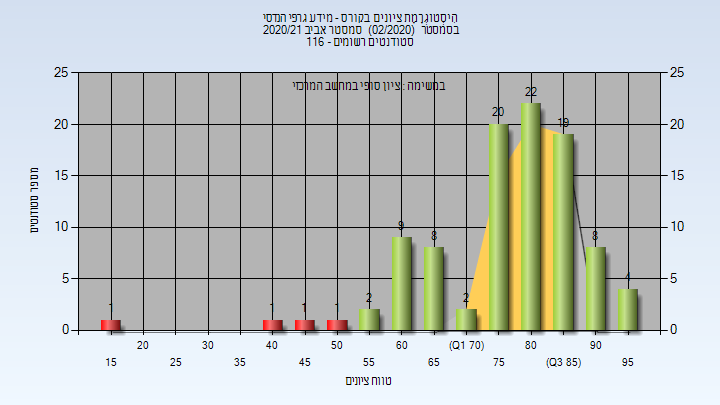 היסטוגרמת ציונים בקורס - מידע גרפי הנדסי
בסמסטר (02/2020) סמסטר אביב 2020/21
סטודנטים רשומים - 116
במשימה : ציון סופי במחשב המרכזי
מספר סטודנטים
25 20 15 10 5 0
25 20 15 10 5 0
1 1 1 1 2 9 8 2 20 22 19 8 4
20 30 40 50 60 (Q1 70) 80 90
15 25 35 45 55 65 75 (Q3 85) 95
טווח ציונים